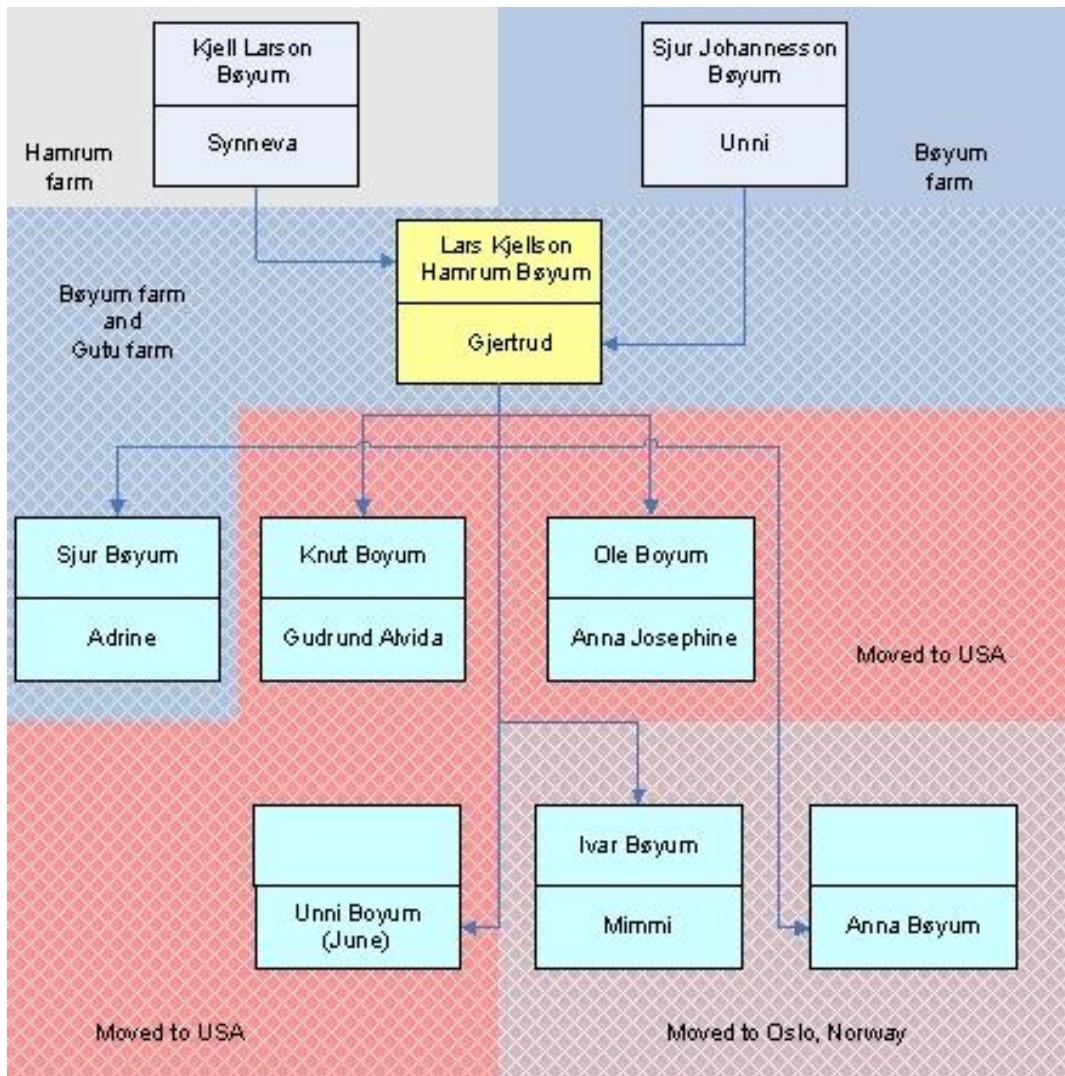 Kjell Larson
Bøyum
Synneva
Hamrum
farm
Sjur Johannesson
Bøyum
Unni
Bøyum
farm
Lars Kjellson
Hamrum Bøyum
Gjertrud
Bøyum farm
and
Gutu farm
Sjur Bøyum
Adrine
Knut Boyum
Gudrund Alvida
Ole Boyum
Anna Josephine
Moved to USA
Unni Boyum
(June)
Ivar Bøyum
Mimmi
Anna Bøyum
Moved to USA
Moved to Oslo, Norway